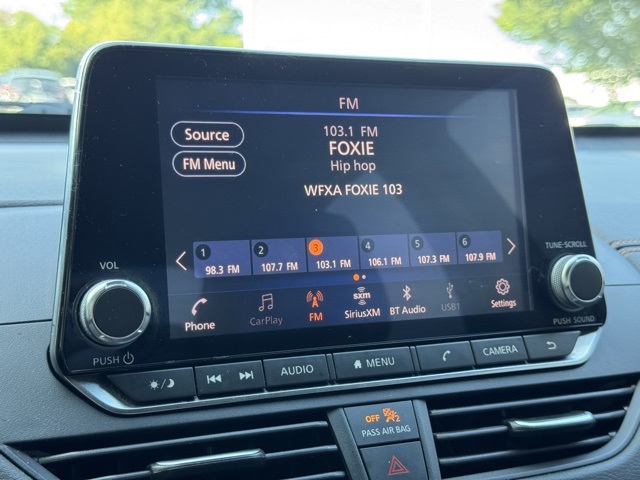 FM
Source
103.1 FM
FOXIE
FM Menu
Hip hop
WFXA FOXIE 103
1 2 3 4 5 6
98.3 FM 107.7 FM 103.1 FM 106.1 FM 107.3 FM 107.9 FM
VOL
TUNE·SCROLL
Phone CarPlay FM sxm SiriusXM BT Audio USB1 Settings
PUSH
PUSH SOUND
AUDIO MENU CAMERA
OFF 2
PASS AIR BAG